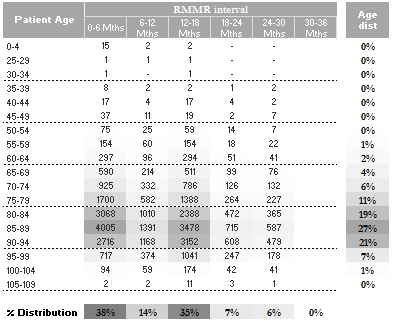 Patient Age RMMR interval Age dist
0-6 Mths 6-12 Mths 12-18 Mths 18-24 Mths 24-30 Mths 30-36 Mths
0-4 15 2 2 - - 0%
25-29 1 1 1 - - 0%
30-34 1 - 1 - - 0%
35-39 8 2 2 1 2 0%
40-44 17 4 17 4 2 0%
45-49 37 11 19 2 7 0%
50-54 75 25 59 14 7 0%
55-59 154 60 154 18 22 1%
60-64 297 96 294 51 41 2%
65-69 590 214 511 99 76 4%
70-74 925 332 786 126 132 6%
75-79 1700 582 1388 264 227 11%
80-84 3068 1010 2388 472 365 19%
85-89 4005 1391 3478 715 587 27%
90-94 2716 1168 3152 608 479 21%
95-99 717 374 1041 247 178 7%
100-104 94 59 174 42 41 1%
105-109 2 2 11 3 1 0%
% Distribution 38% 14% 35% 7% 6% 0%